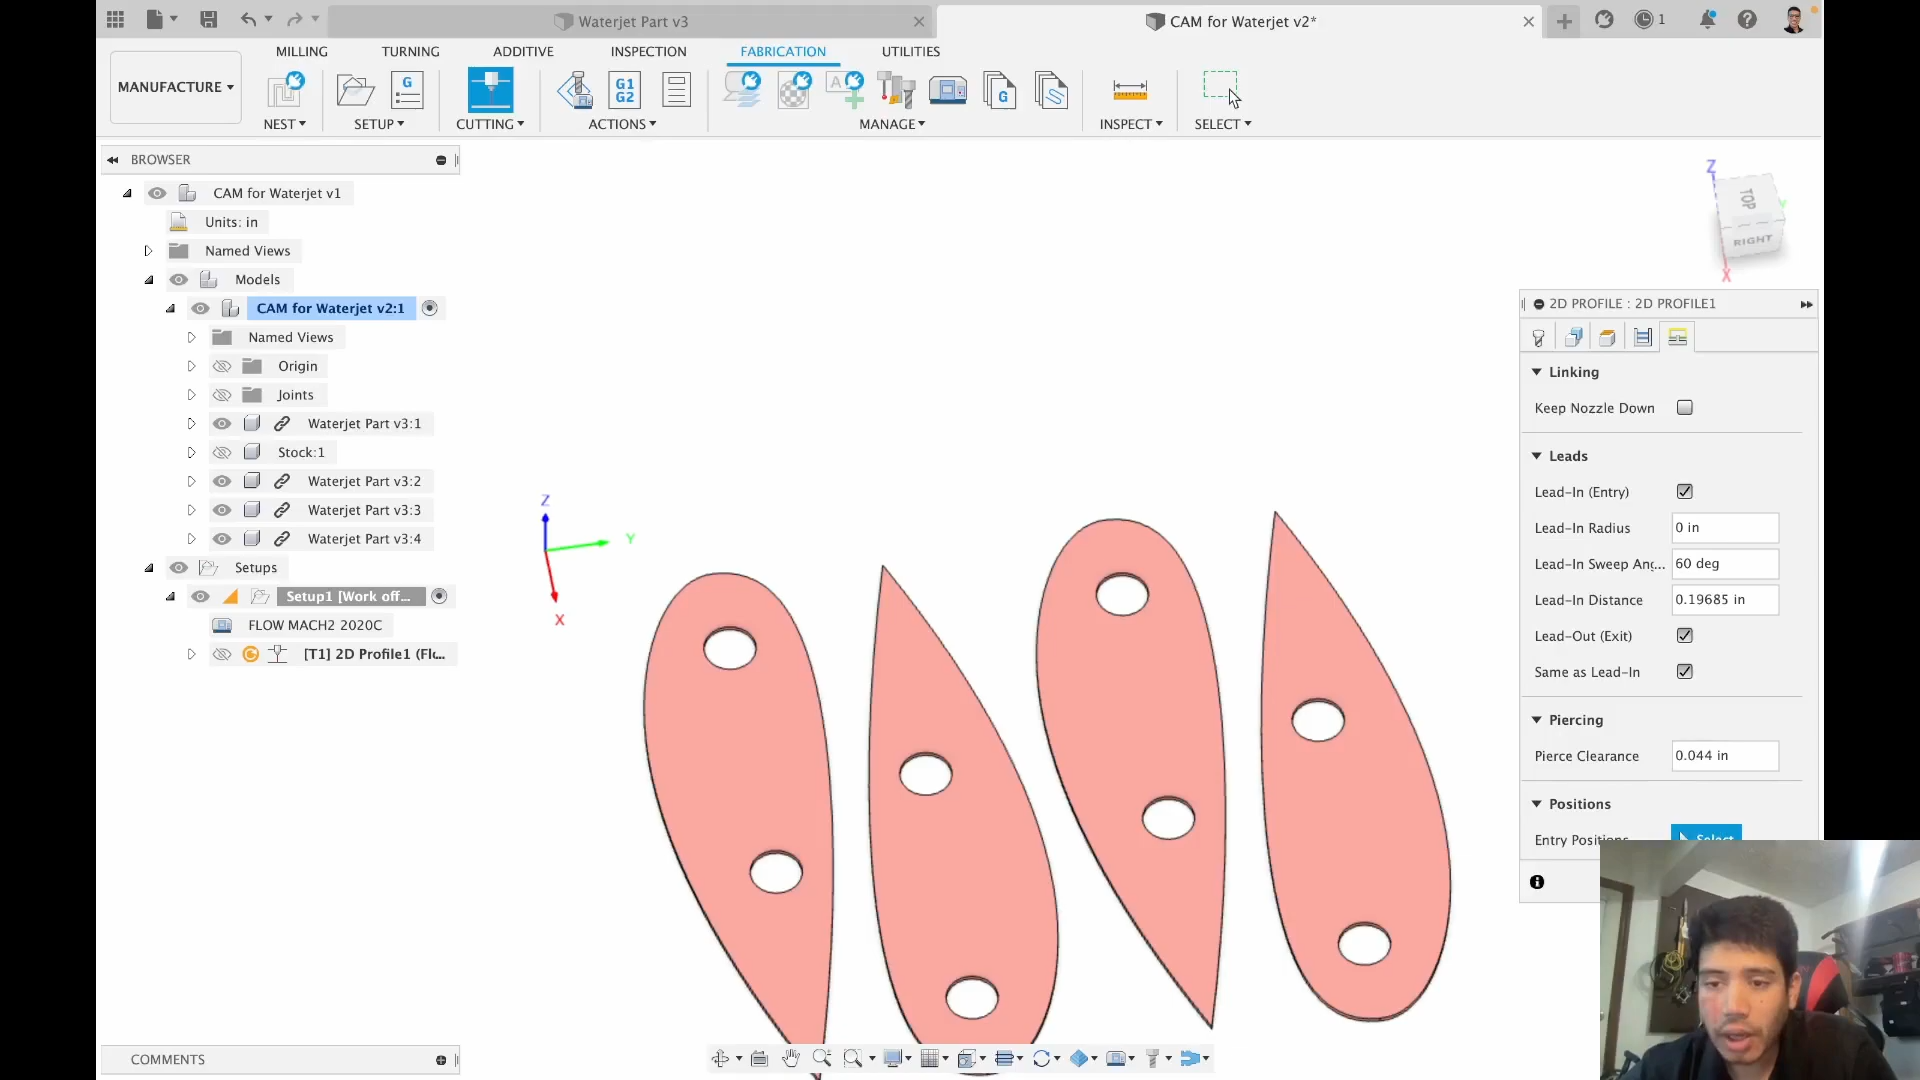 Waterjet Part v3
CAM for Waterjet v2*
1
MANUFACTURE
MILLING
TURNING
ADDITIVE
INSPECTION
FABRICATION
UTILITIES
G
G1
G2
A
G
NEST
SETUP
CUTTING
ACTIONS
MANAGE
INSPECT
SELECT
BROWSER
CAM for Waterjet v1
Units: in
Named Views
Models
CAM for Waterjet v2:1
Named Views
Origin
Joints
Waterjet Part v3:1
Stock:1
Waterjet Part v3:2
Waterjet Part v3:3
Waterjet Part v3:4
Setups
Setup1 [Work off...
FLOW MACH2 2020C
[T1] 2D Profile1 (Flo...
COMMENTS
Z
Y
X
Z
TOP
RIGHT
Y
X
2D PROFILE : 2D PROFILE1
Linking
Keep Nozzle Down
Leads
Lead-In (Entry)
Lead-In Radius
0 in
Lead-In Sweep Ang...
60 deg
Lead-In Distance
0.19685 in
Lead-Out (Exit)
Same as Lead-In
Piercing
Pierce Clearance
0.044 in
Positions
Entry Positions
Select